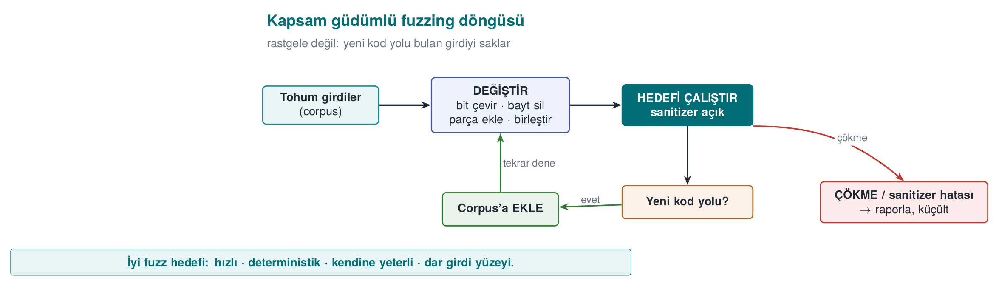 Kapsam güdümlü fuzzing döngüsü
rastgele değil: yeni kod yolu bulan girdiyi saklar
Tohum girdiler
(corpus)
DEĞİŞTİR
bit çevir · bayt sil
parça ekle · birleştir
HEDEFİ ÇALIŞTIR
sanitizer açık
çökme
tekrar dene
Corpus’a EKLE
evet
Yeni kod yolu?
ÇÖKME / sanitizer hatası
→ raporla, küçült
İyi fuzz hedefi: hızlı · deterministik · kendine yeterli · dar girdi yüzeyi.